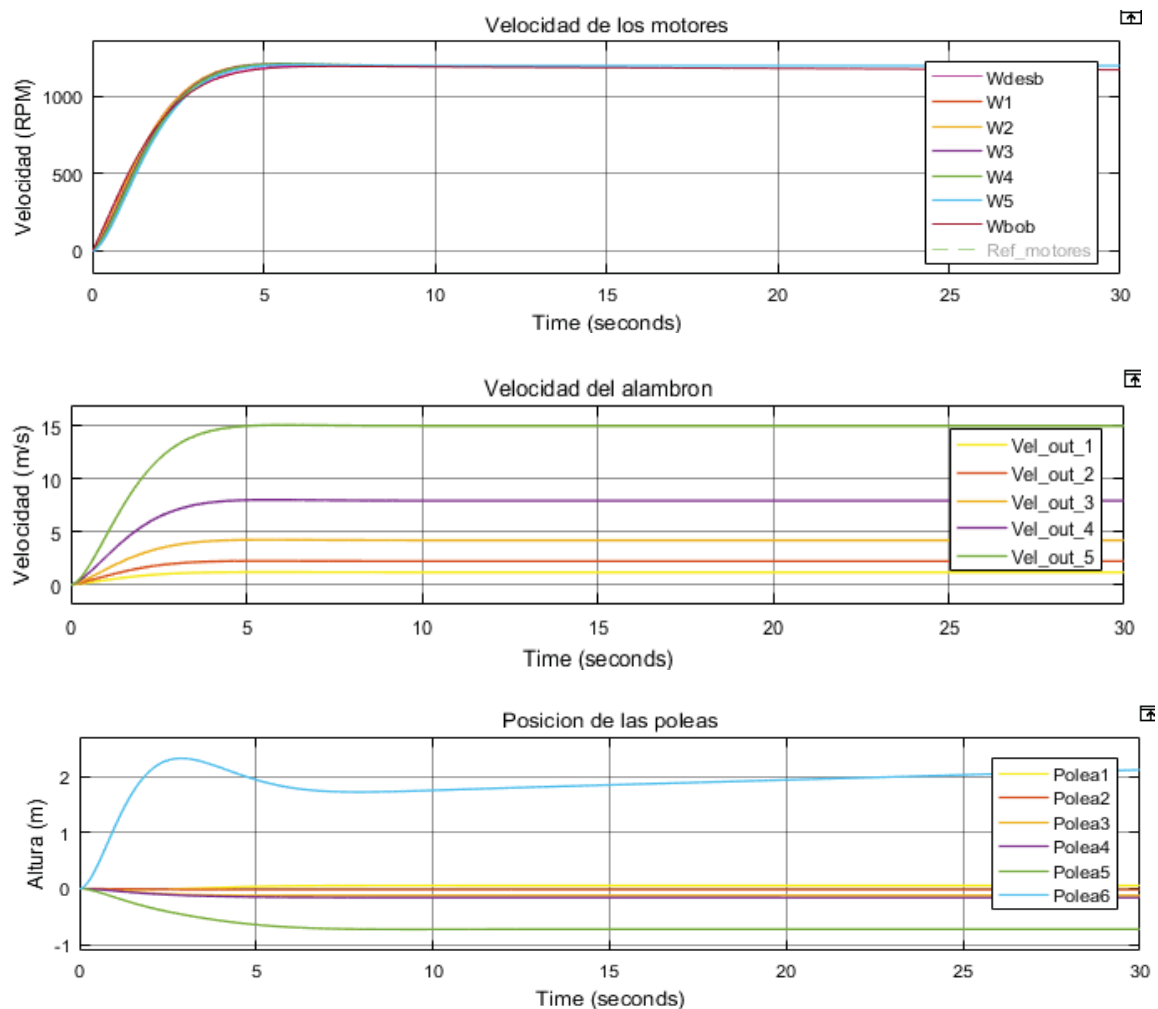 Velocidad de los motores
Velocidad (RPM)
1000
500
0
Wdesb
W1
W2
W3
W4
W5
Wbob
Ref_motores
0 5 10 15 20 25 30
Time (seconds)
Velocidad del alambron
Velocidad (m/s)
15
10
5
0
Vel_out_1
Vel_out_2
Vel_out_3
Vel_out_4
Vel_out_5
0 5 10 15 20 25 30
Time (seconds)
Posicion de las poleas
Altura (m)
2
1
0
-1
Polea1
Polea2
Polea3
Polea4
Polea5
Polea6
0 5 10 15 20 25 30
Time (seconds)